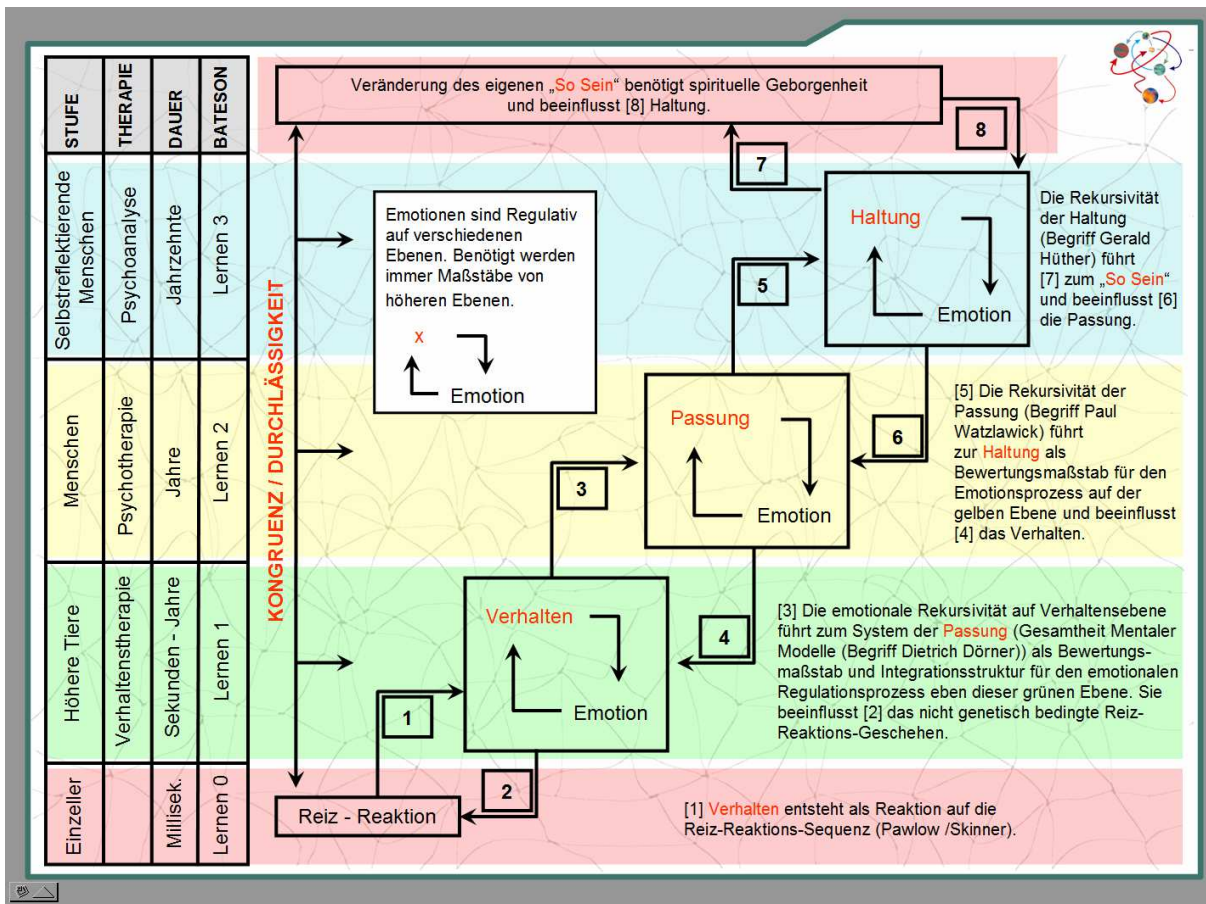 STUFE
THERAPIE
DAUER
BATESON
Veränderung des eigenen „So Sein“ benötigt spirituelle Geborgenheit
und beeinflusst [8] Haltung.
8
7
Selbstreflektierende
Menschen
Psychoanalyse
Jahrzehnte
Lernen 3
KONGRUENZ / DURCHLÄSSIGKEIT
Emotionen sind Regulativ
auf verschiedenen
Ebenen. Benötigt werden
immer Maßstäbe von
höheren Ebenen.
x
Emotion
5
Haltung
Emotion
Die Rekursivität
der Haltung
(Begriff Gerald
Hüther) führt
[7] zum „So Sein“
und beeinflusst [6]
die Passung.
Menschen
Psychotherapie
Jahre
Lernen 2
3
Passung
Emotion
6
[5] Die Rekursivität der
Passung (Begriff Paul
Watzlawick) führt
zur Haltung als
Bewertungsmaßstab für den
Emotionsprozess auf der
gelben Ebene und beeinflusst
[4] das Verhalten.
Höhere Tiere
Verhaltenstherapie
Sekunden - Jahre
Lernen 1
1
Verhalten
Emotion
4
[3] Die emotionale Rekursivität auf Verhaltensebene
führt zum System der Passung (Gesamtheit Mentaler
Modelle (Begriff Dietrich Dörner)) als Bewertungs-
maßstab und Integrationsstruktur für den emotionalen
Regulationsprozess eben dieser grünen Ebene. Sie
beeinflusst [2] das nicht genetisch bedingte Reiz-
Reaktions-Geschehen.
Einzeller
Millisek.
Lernen 0
Reiz - Reaktion
2
[1] Verhalten entsteht als Reaktion auf die
Reiz-Reaktions-Sequenz (Pawlow /Skinner).